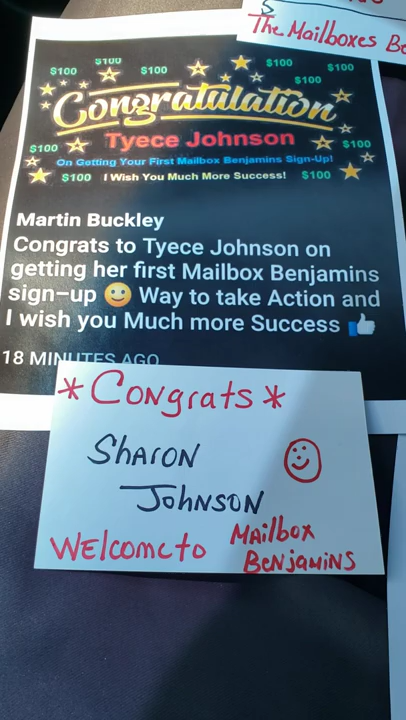 $
The Mailboxes Be
$100 $100 $100 $100 $100
$100
Congratulation
$100 Tyece Johnson $100
On Getting Your First Mailbox Benjamins Sign-Up!
$100 I Wish You Much More Success! $100
Martin Buckley
Congrats to Tyece Johnson on
getting her first Mailbox Benjamins
sign-up 🙂 Way to take Action and
I wish you Much more Success 👍
18 MINUTES AGO
*Congrats*
Sharon
Johnson
Welcome to Mailbox
Benjamins